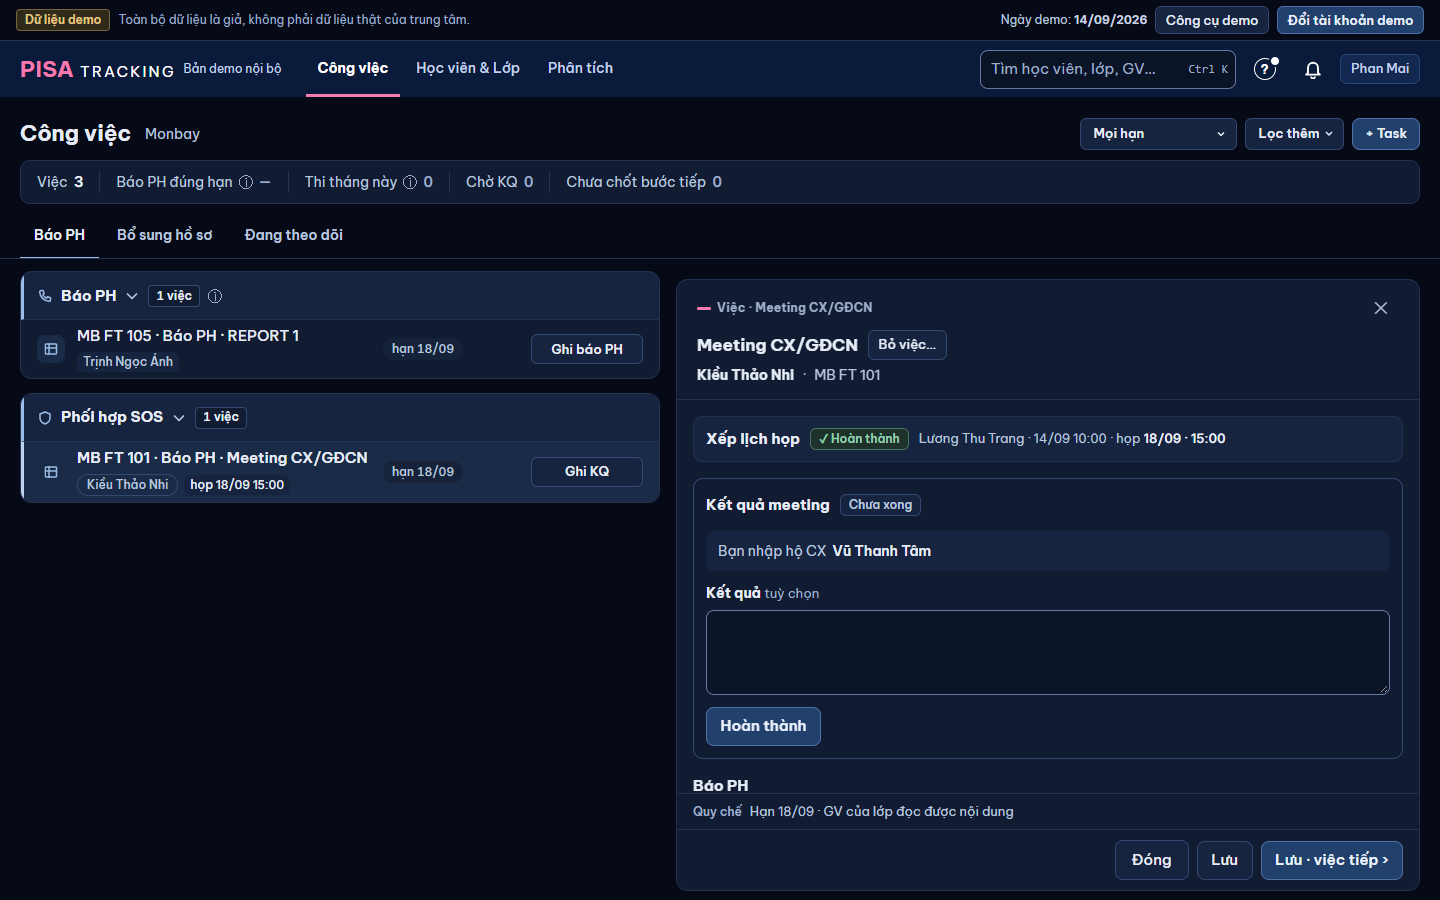 Dữ liệu demo Toàn bộ dữ liệu là giả, không phải dữ liệu thật của trung tâm. Ngày demo: 14/09/2026 Công cụ demo Đổi tài khoản demo
PISA TRACKING Bản demo nội bộ Công việc Học viên & Lớp Phân tích Tìm học viên, lớp, GV... Ctrl K ? Phan Mai
Công việc Monbay Mọi hạn Lọc thêm + Task
Việc 3 Báo PH đúng hạn — Thi tháng này 0 Chờ KQ 0 Chưa chốt bước tiếp 0
Báo PH Bổ sung hồ sơ Đang theo dõi
Báo PH 1 việc
MB FT 105 · Báo PH · REPORT 1
Trịnh Ngọc Ánh
hạn 18/09
Ghi báo PH
Phối hợp SOS 1 việc
MB FT 101 · Báo PH · Meeting CX/GĐCN
Kiều Thảo Nhi họp 18/09 15:00
hạn 18/09
Ghi KQ
Việc · Meeting CX/GĐCN
Meeting CX/GĐCN Bỏ việc...
Kiều Thảo Nhi · MB FT 101
Xếp lịch họp ✓ Hoàn thành Lương Thu Trang · 14/09 10:00 · họp 18/09 · 15:00
Kết quả meeting Chưa xong
Bạn nhập hộ CX Vũ Thanh Tâm
Kết quả tuỳ chọn
Hoàn thành
Báo PH
Quy chế Hạn 18/09 · GV của lớp đọc được nội dung
Đóng Lưu Lưu · việc tiếp ›